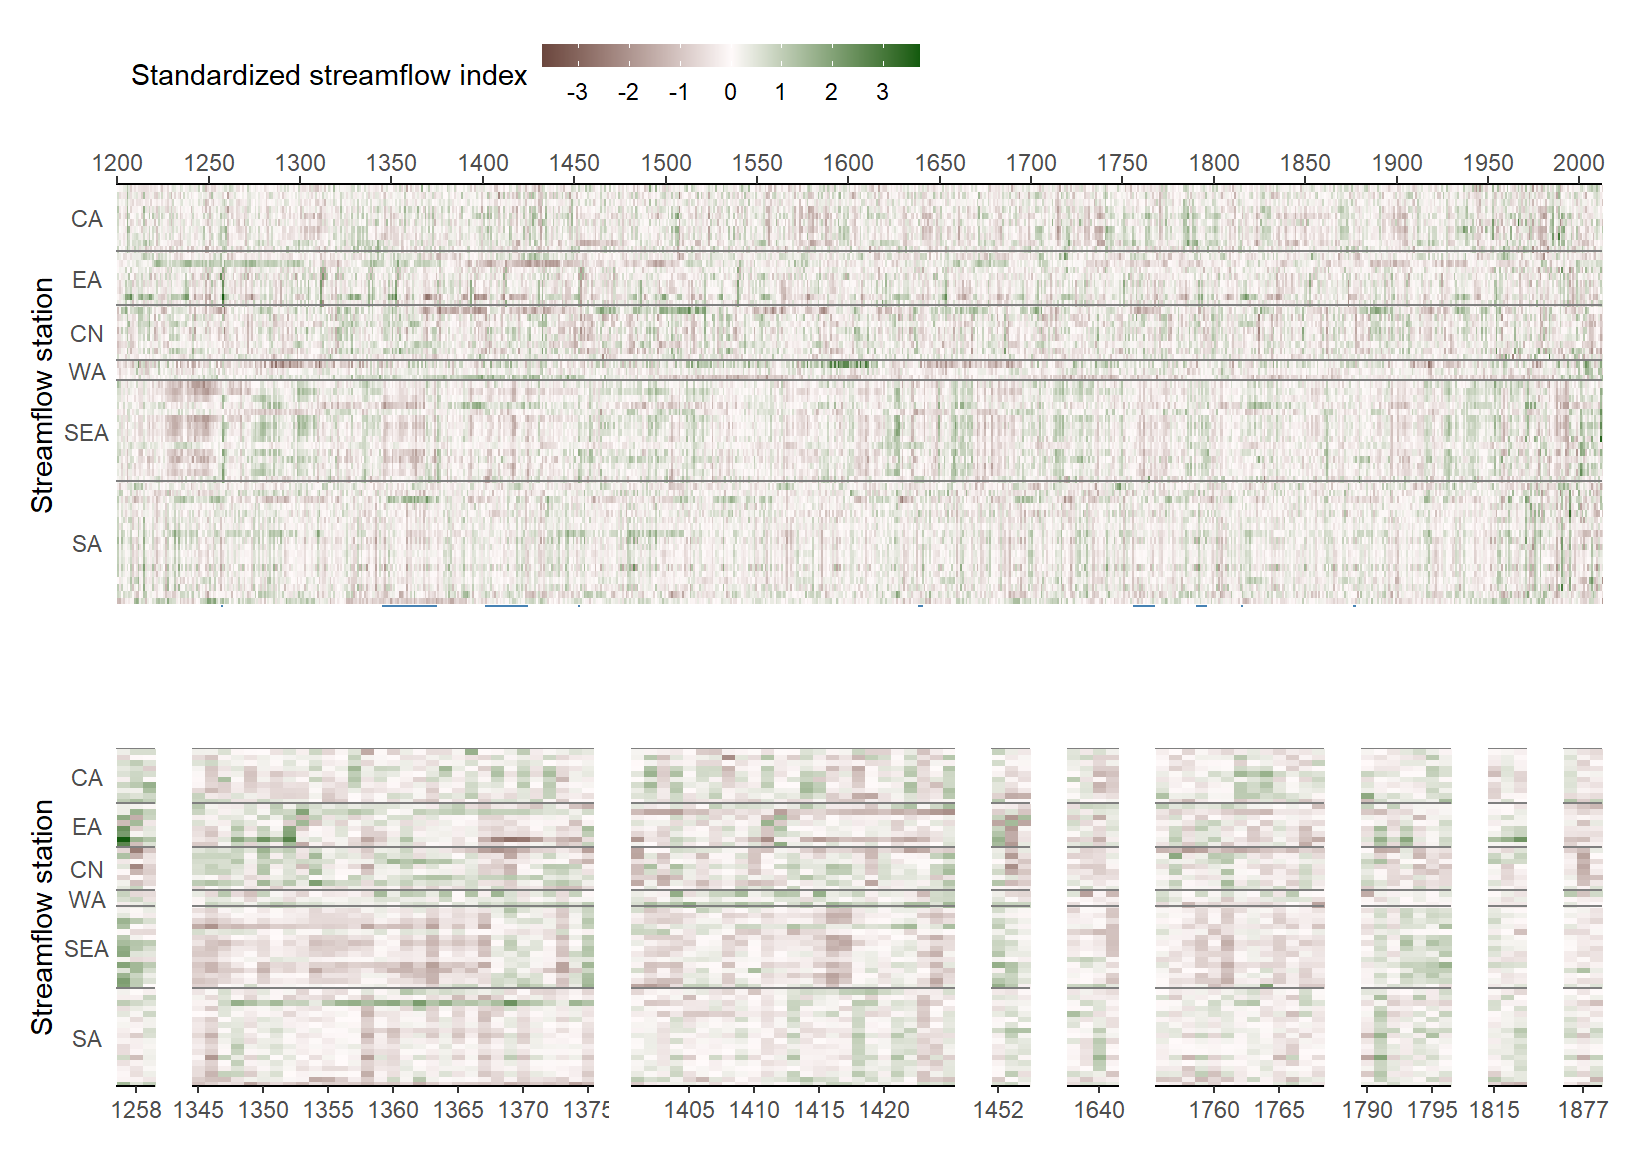 Standardized streamflow index
-3 -2 -1 0 1 2 3
1200 1250 1300 1350 1400 1450 1500 1550 1600 1650 1700 1750 1800 1850 1900 1950 2000
Streamflow station
CA
EA
CN
WA
SEA
SA
Streamflow station
CA
EA
CN
WA
SEA
SA
1258 1345 1350 1355 1360 1365 1370 1375 1405 1410 1415 1420 1452 1640 1760 1765 1790 1795 1815 1877